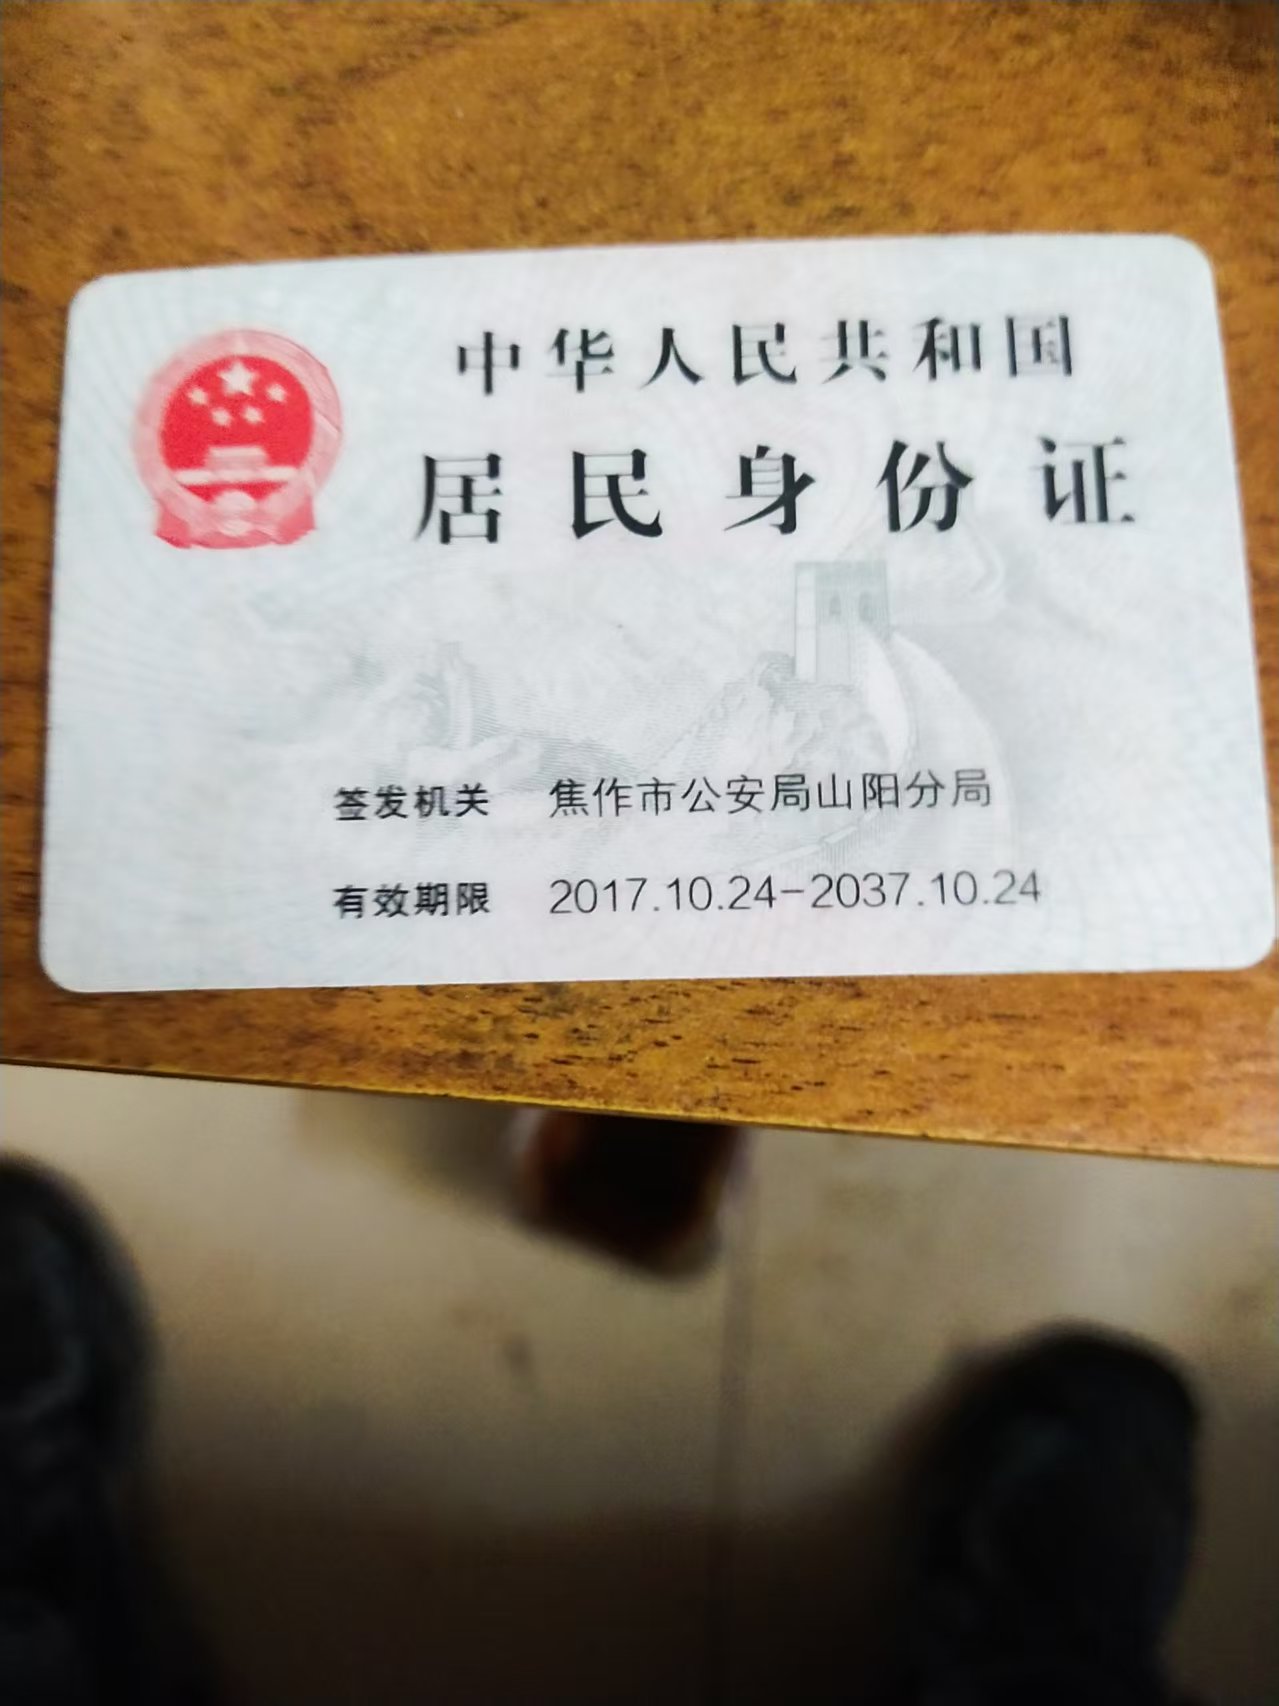 中华人民共和国
居民身份证
签发机关 焦作市公安局山阳分局
有效期限 2017.10.24-2037.10.24